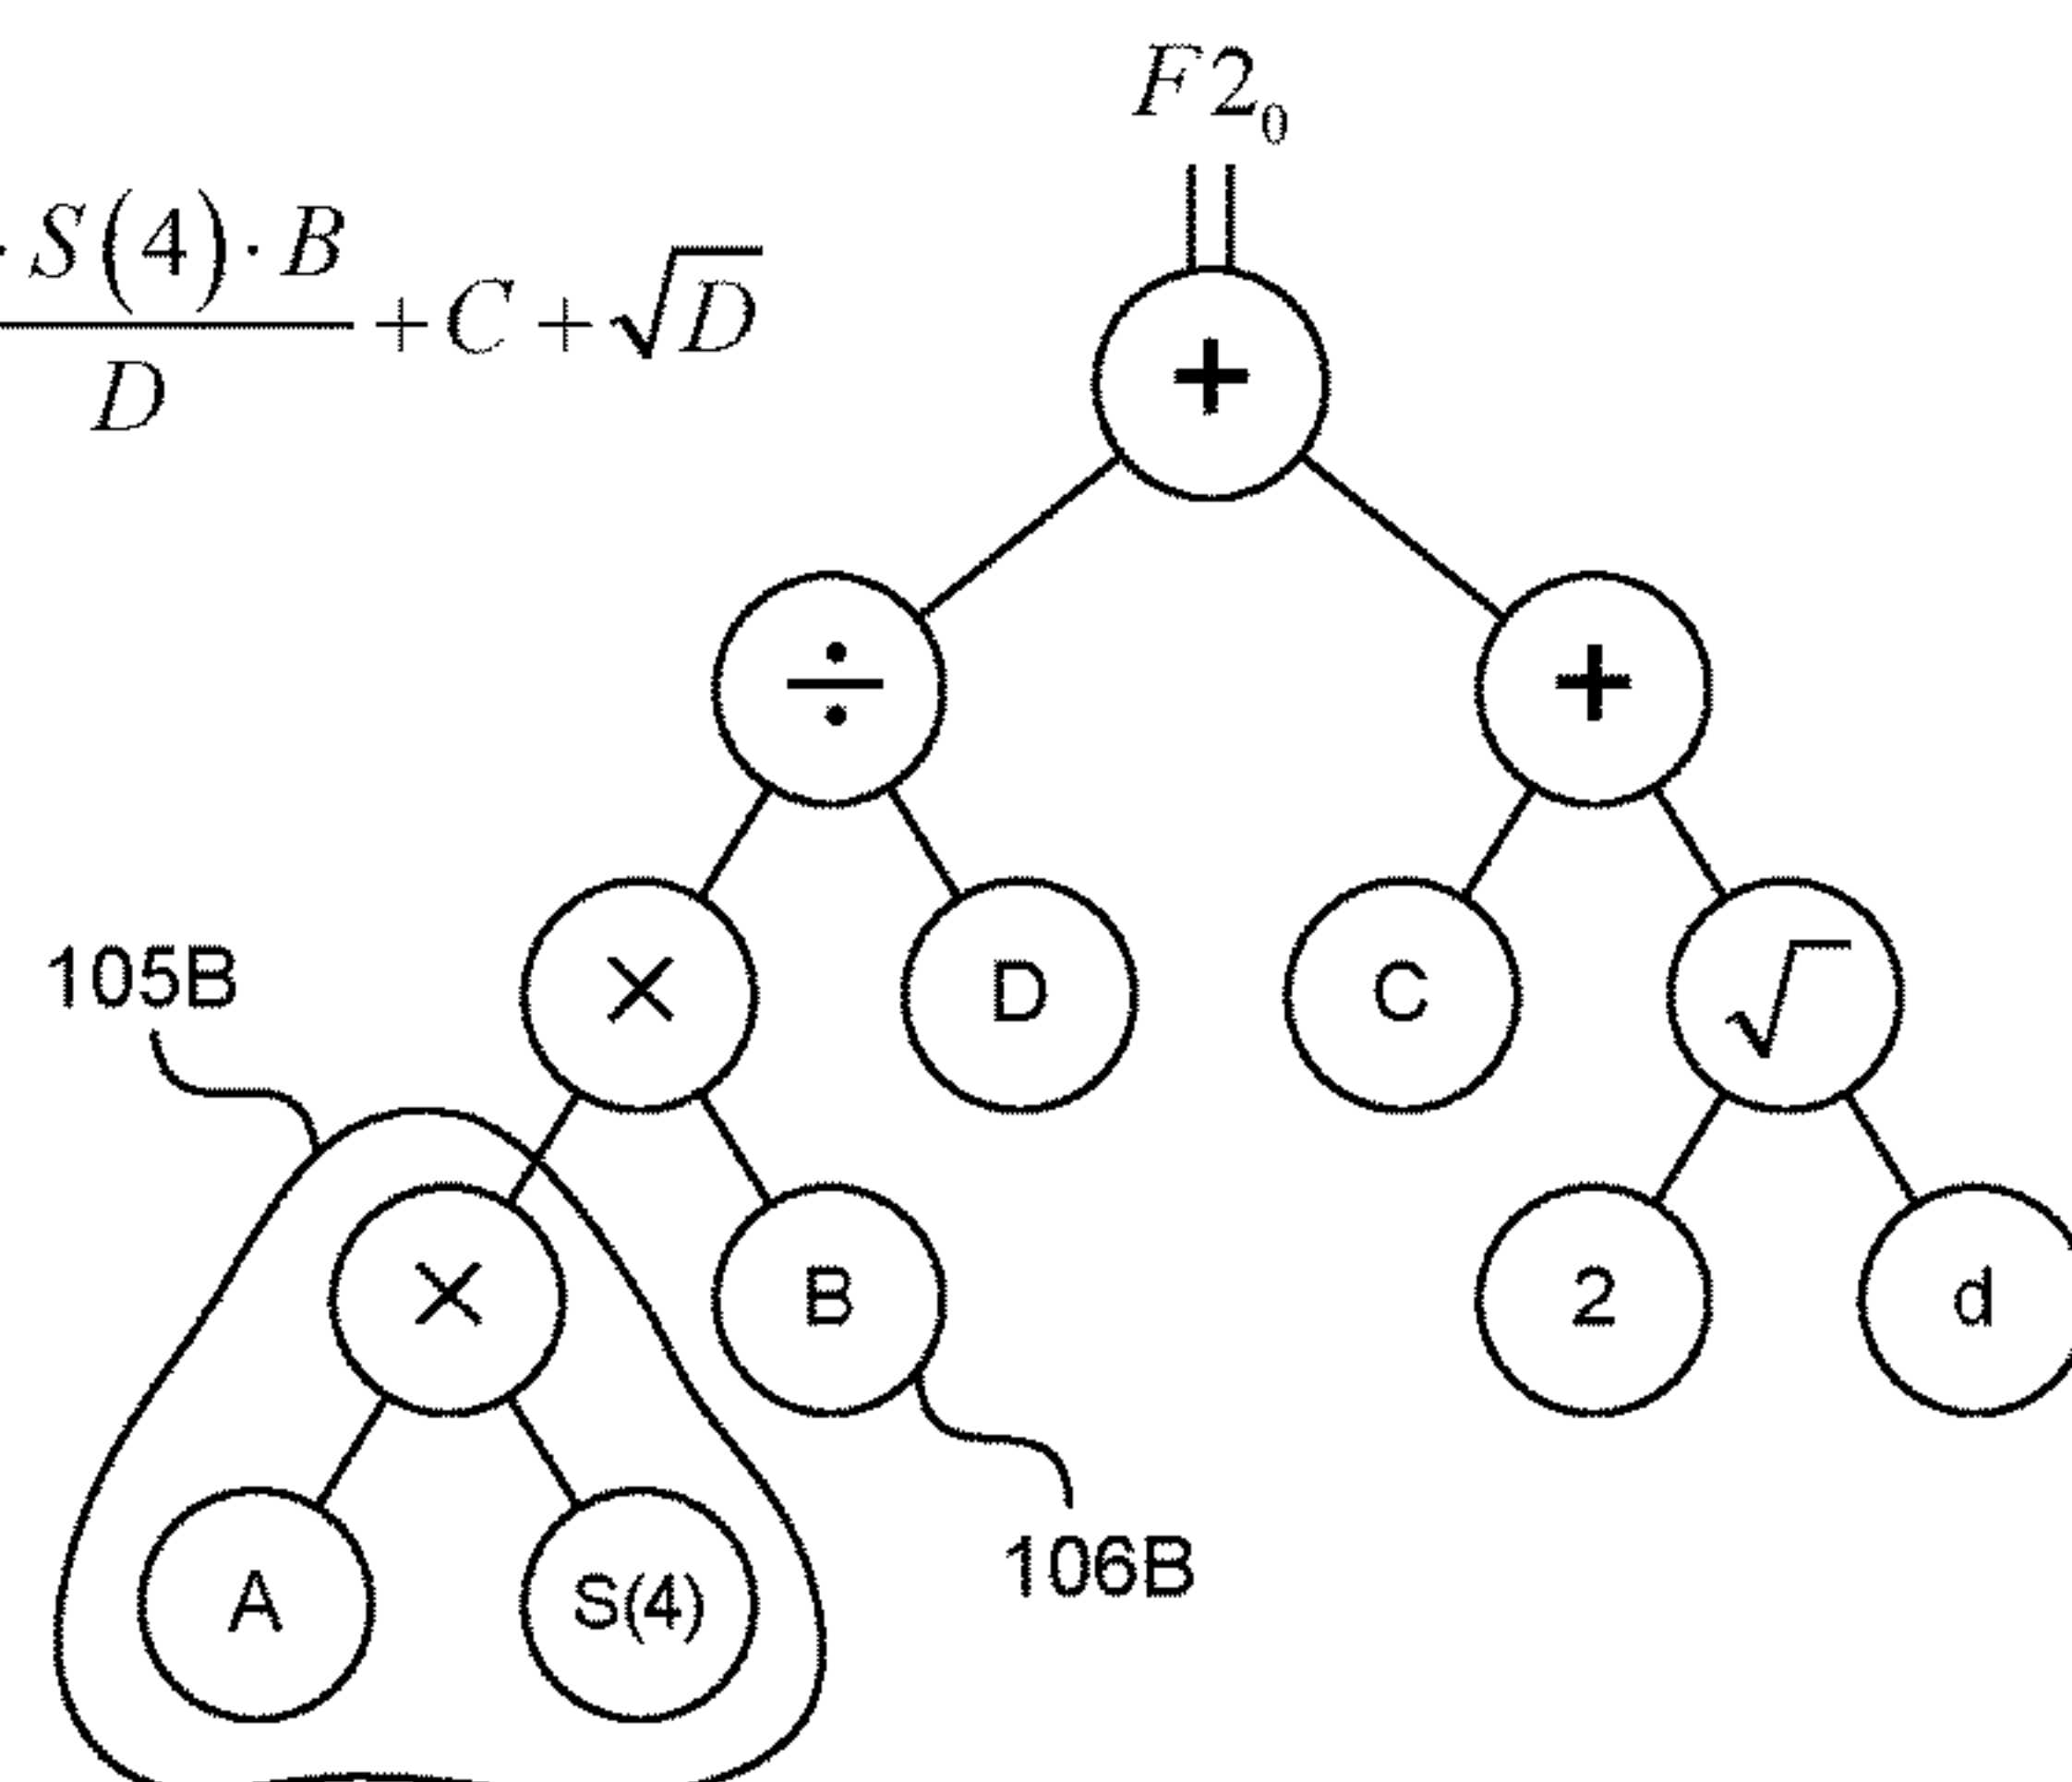 F2₀
· S(4) · B
+ C + √D
D
+
÷ +
105B
× D C √
× B 2 d
A S(4)
106B